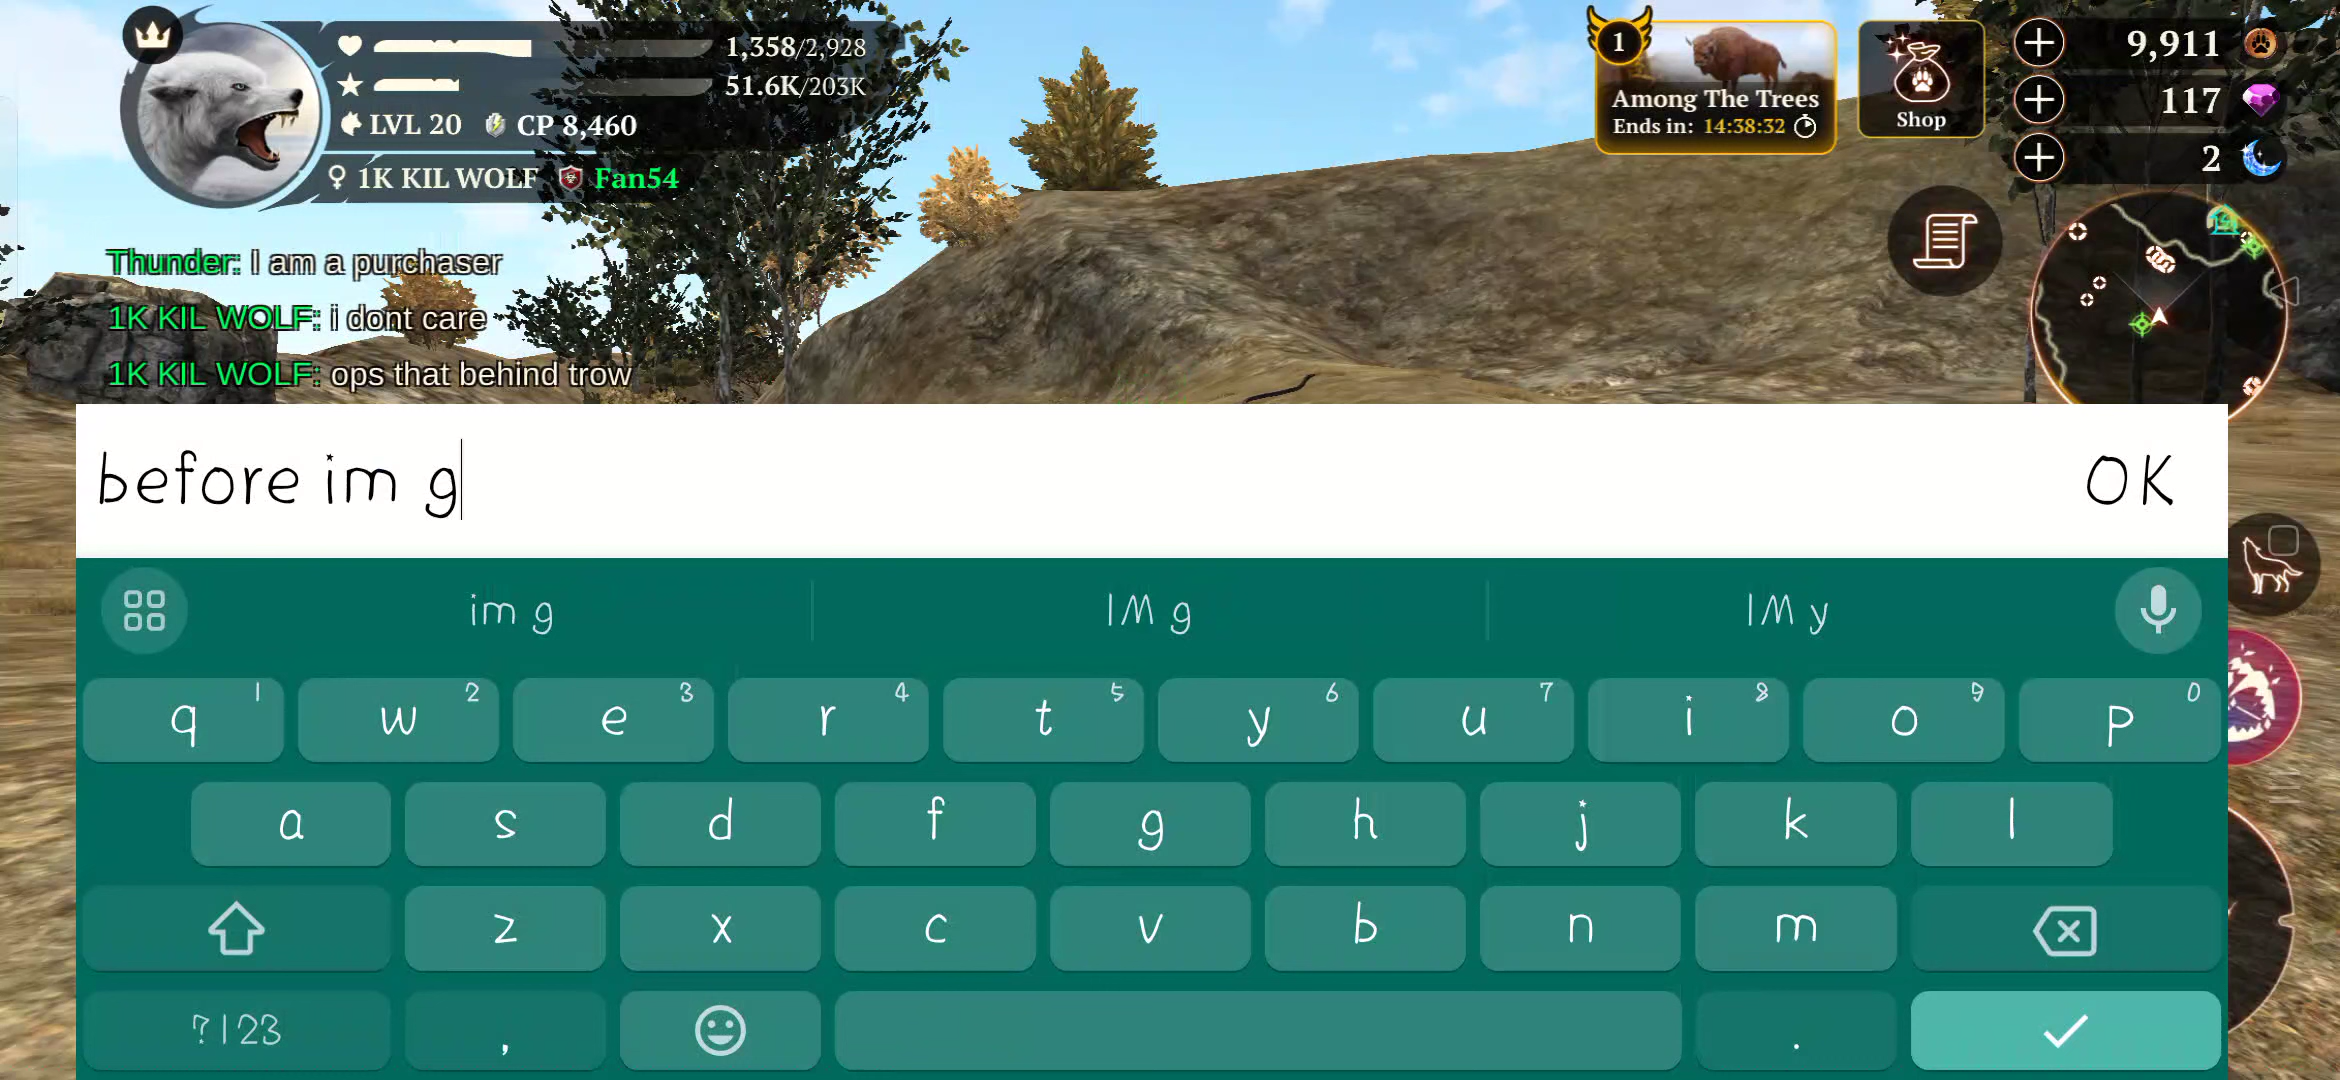 1,358/2,928
51.6K/203K
LVL 20 CP 8,460
1K KIL WOLF Fan54
1 Among The Trees
Ends in: 14:38:32
Shop
9,911
117
2
Thunder: I am a purchaser
1K KIL WOLF: i dont care
1K KIL WOLF: ops that behind trow
before im g OK
im g IM g IM y
q 1 w 2 e 3 r 4 t 5 y 6 u 7 i 8 o 9 p 0
a s d f g h j k l
z x c v b n m
?123 , .